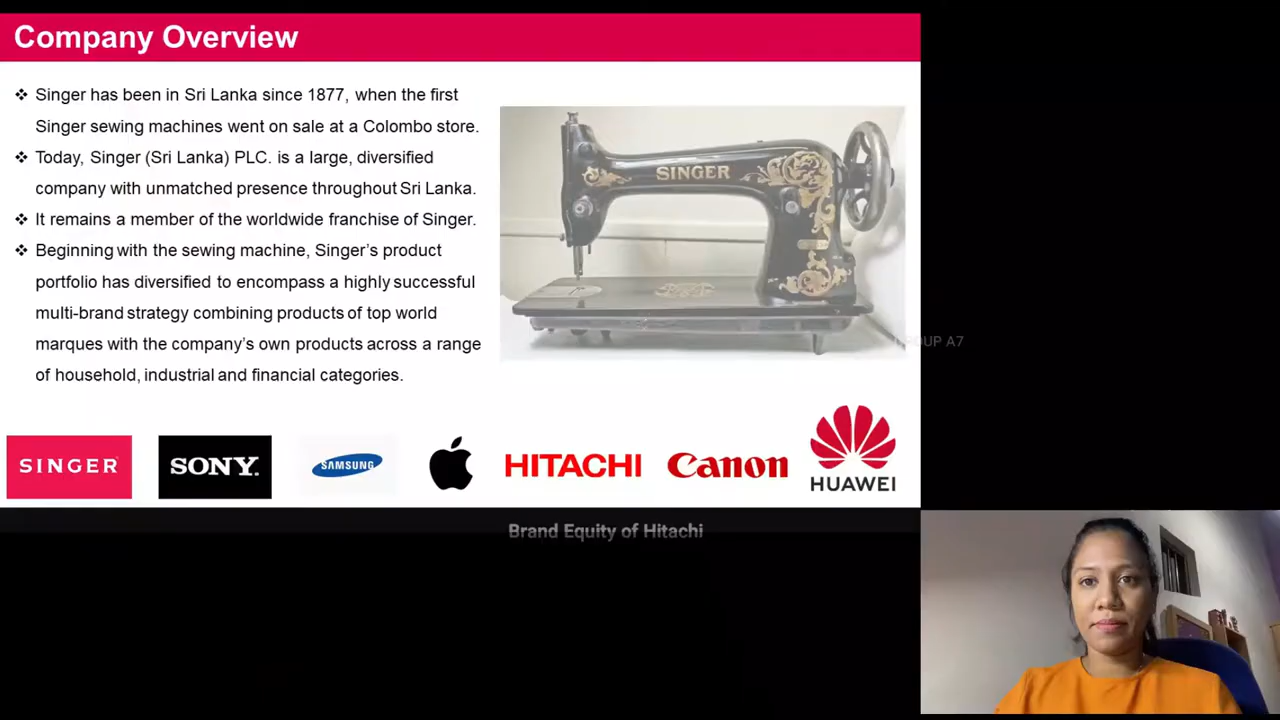 Company Overview
❖ Singer has been in Sri Lanka since 1877, when the first
Singer sewing machines went on sale at a Colombo store.
❖ Today, Singer (Sri Lanka) PLC. is a large, diversified
company with unmatched presence throughout Sri Lanka.
❖ It remains a member of the worldwide franchise of Singer.
❖ Beginning with the sewing machine, Singer’s product
portfolio has diversified to encompass a highly successful
multi-brand strategy combining products of top world
marques with the company’s own products across a range
of household, industrial and financial categories.
SINGER
SINGER
SONY.
SAMSUNG
HITACHI
Canon
HUAWEI
Brand Equity of Hitachi